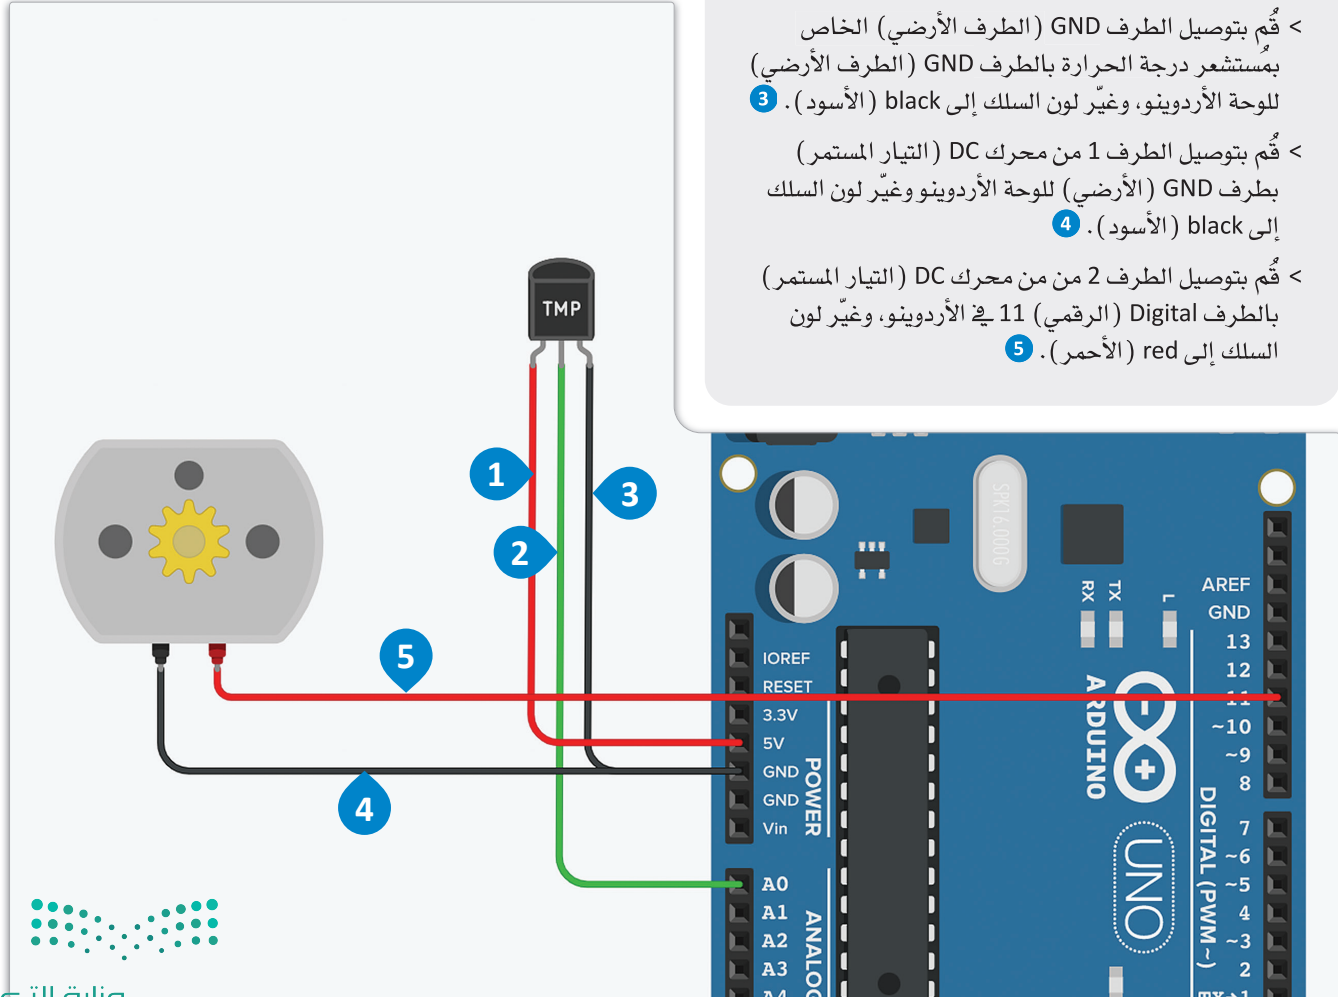 > قُم بتوصيل الطرف GND (الطرف الأرضي) الخاص
بمُستشعر درجة الحرارة بالطرف GND (الطرف الأرضي)
للوحة الأردوينو، وغيّر لون السلك إلى black (الأسود). 3
> قُم بتوصيل الطرف 1 من محرك DC (التيار المستمر)
بطرف GND (الأرضي) للوحة الأردوينو وغيّر لون السلك
إلى black (الأسود). 4
> قُم بتوصيل الطرف 2 من من محرك DC (التيار المستمر)
بالطرف Digital (الرقمي) 11 في الأردوينو، وغيّر لون
السلك إلى red (الأحمر). 5
TMP
1
2
3
5
4
SPK16.000G
RX
TX
L
AREF
GND
13
12
11
~10
~9
8
7
~6
~5
4
~3
2
DIGITAL (PWM ~)
ARDUINO
UNO
IOREF
RESET
3.3V
5V
GND
GND
Vin
POWER
A0
A1
A2
A3
ANALOG